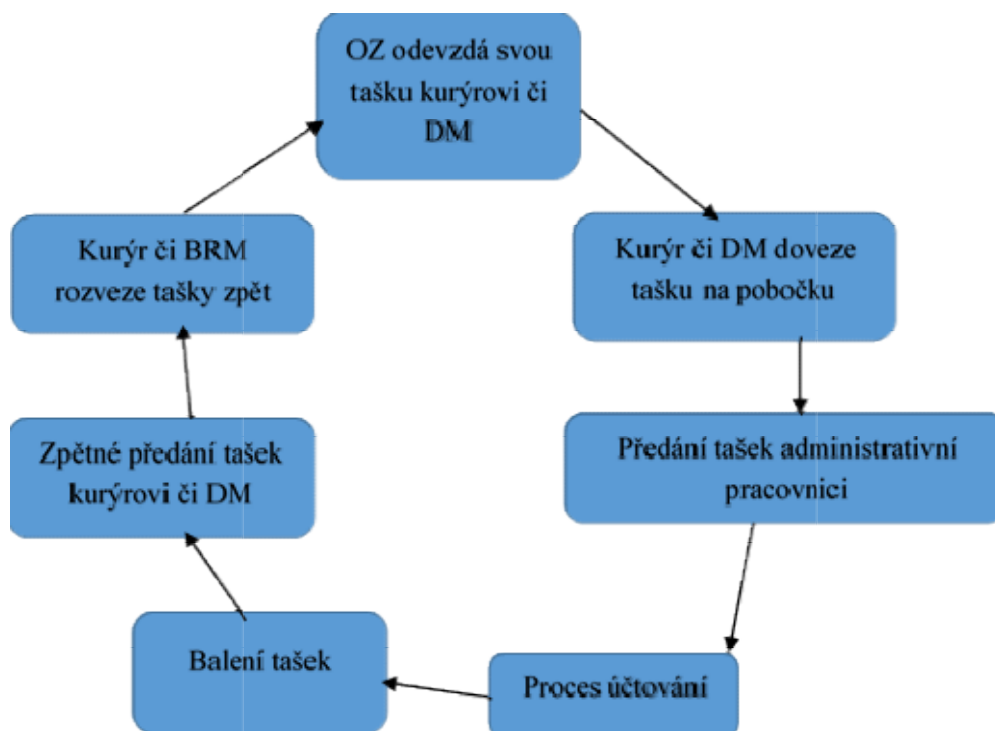 OZ odevzdá svou
tašku kurýrovi či
DM
Kurýr či DM doveze
tašku na pobočku
Předání tašek administrativní
pracovnici
Proces účtování
Balení tašek
Zpětné předání tašek
kurýrovi či DM
Kurýr či BRM
rozveze tašky zpět